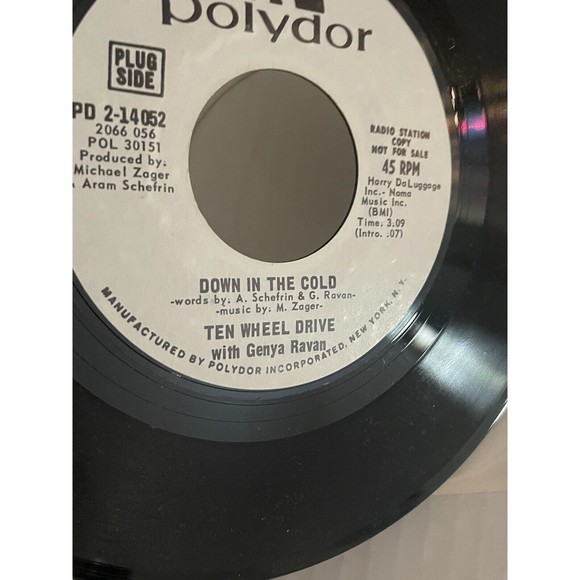 Polydor
PLUG
SIDE
PD 2-14052
2066 056
POL 30151
Produced by:
Michael Zager
Aram Schefrin
RADIO STATION
COPY
NOT FOR SALE
45 RPM
Harry DaLuggage
Inc.- Noma
Music Inc.
(BMI)
Time: 3.09
(Intro. :07)
DOWN IN THE COLD
-words by: A. Schefrin & G. Ravan-
-music by: M. Zager-
TEN WHEEL DRIVE
with Genya Ravan
MANUFACTURED BY POLYDOR INCORPORATED, NEW YORK, N. Y.